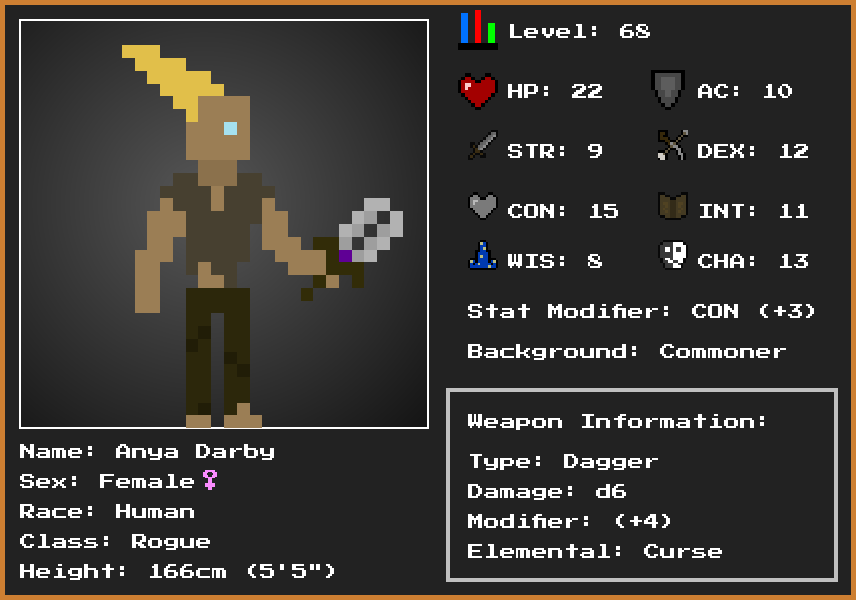 Level: 68
HP: 22 AC: 10
STR: 9 DEX: 12
CON: 15 INT: 11
WIS: 8 CHA: 13
Stat Modifier: CON (+3)
Background: Commoner
Weapon Information:
Type: Dagger
Damage: d6
Modifier: (+4)
Elemental: Curse
Name: Anya Darby
Sex: Female♀
Race: Human
Class: Rogue
Height: 166cm (5'5")